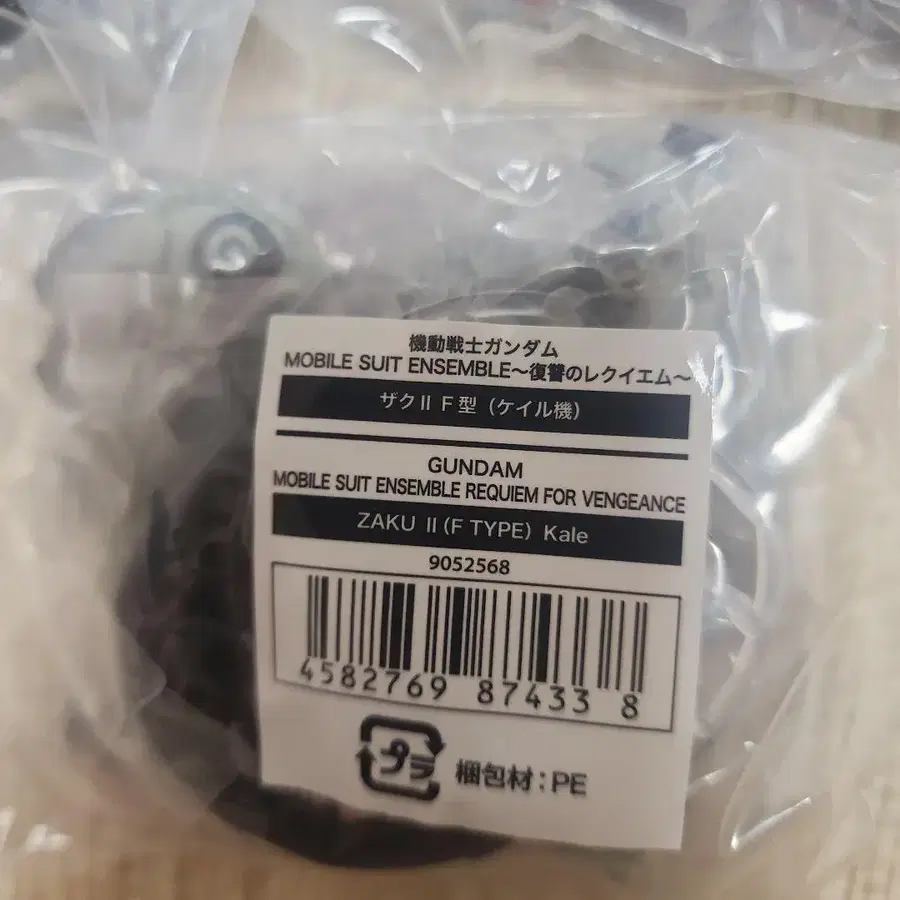 機動戦士ガンダム
MOBILE SUIT ENSEMBLE〜復讐のレクイエム〜
ザクII F型（ケイル機）
GUNDAM
MOBILE SUIT ENSEMBLE REQUIEM FOR VENGEANCE
ZAKU II (F TYPE) Kale
9052568
4582769 87433 8
プラ 梱包材:PE